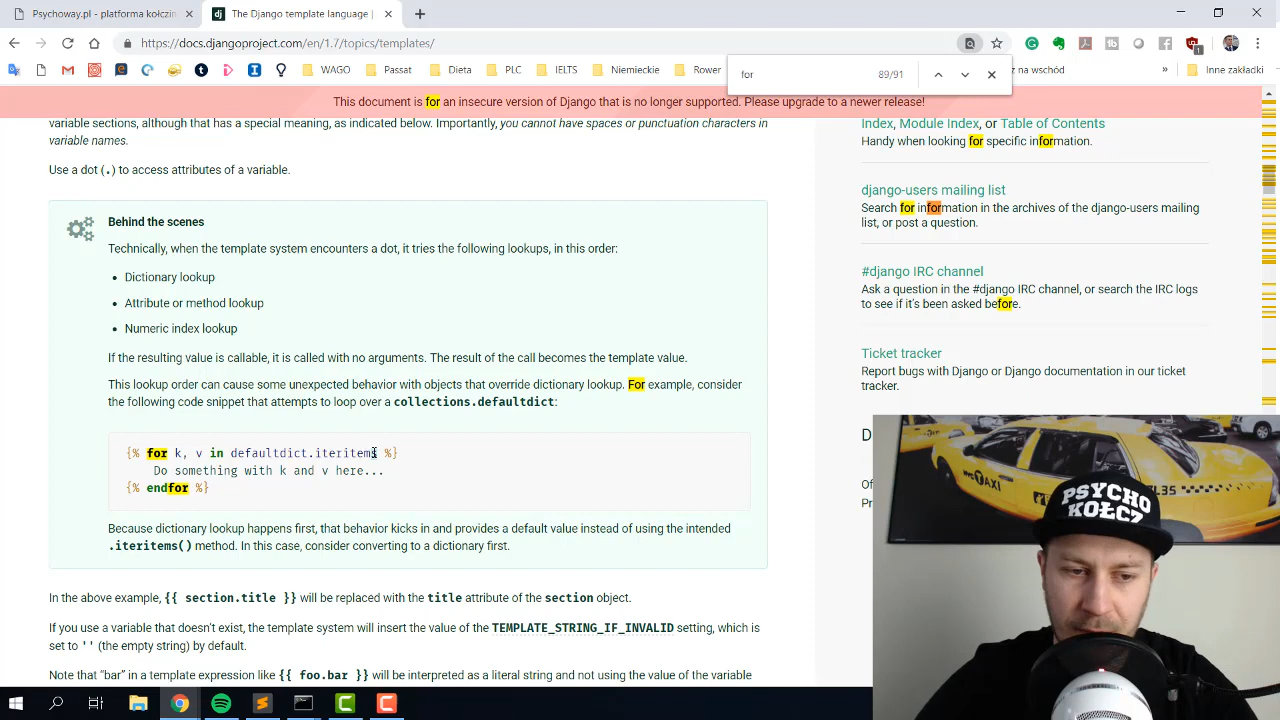 Psychoway.pl - platforma kołczin
The Django template language |
https://docs.djangoproject.com/en/1.7/topics/templates/
WAGO
Passat
Dieta
PLC
IELTS
Niemieckie
Rower
na wschód
»
Inne zakładki
for
89/91
This document is for an insecure version of Django that is no longer supported. Please upgrade to a newer release!
variable sections, although that has a special meaning, as indicated below. Importantly, you cannot have spaces or punctuation characters in
variable names.
Use a dot (.) to access attributes of a variable.
Behind the scenes
Technically, when the template system encounters a dot, it tries the following lookups, in this order:
• Dictionary lookup
• Attribute or method lookup
• Numeric index lookup
If the resulting value is callable, it is called with no arguments. The result of the call becomes the template value.
This lookup order can cause some unexpected behavior with objects that override dictionary lookup. For example, consider
the following code snippet that attempts to loop over a collections.defaultdict:
{% for k, v in defaultdict.iteritems %}
Do something with k and v here...
{% endfor %}
Because dictionary lookup happens first, that behavior kicks in and provides a default value instead of using the intended
.iteritems() method. In this case, consider converting to a dictionary first.
In the above example, {{ section.title }} will be replaced with the title attribute of the section object.
If you use a variable that doesn't exist, the template system will insert the value of the TEMPLATE_STRING_IF_INVALID setting, which is
set to '' (the empty string) by default.
Note that “bar” in a template expression like {{ foo.bar }} will be interpreted as a literal string and not using the value of the variable
Index, Module Index, or Table of Contents
Handy when looking for specific information.
django-users mailing list
Search for information in the archives of the django-users mailing
list, or post a question.
#django IRC channel
Ask a question in the #django IRC channel, or search the IRC logs
to see if it's been asked before.
Ticket tracker
Report bugs with Django or Django documentation in our ticket
tracker.
D
Of
TAXI
PSYCHO
KOŁCZ